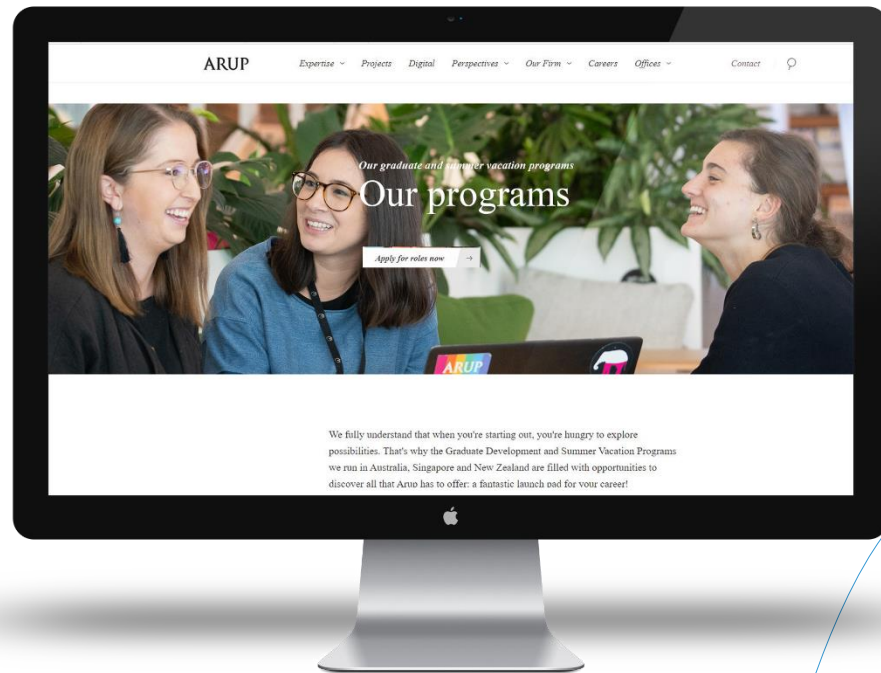 ARUP
Expertise Projects Digital Perspectives Our Firm Careers Offices Contact
Our graduate and summer vacation programs
Our programs
Apply for roles now →
ARUP
We fully understand that when you're starting out, you're hungry to explore
possibilities. That's why the Graduate Development and Summer Vacation Programs
we run in Australia, Singapore and New Zealand are filled with opportunities to
discover all that Arup has to offer: a fantastic launch pad for your career!